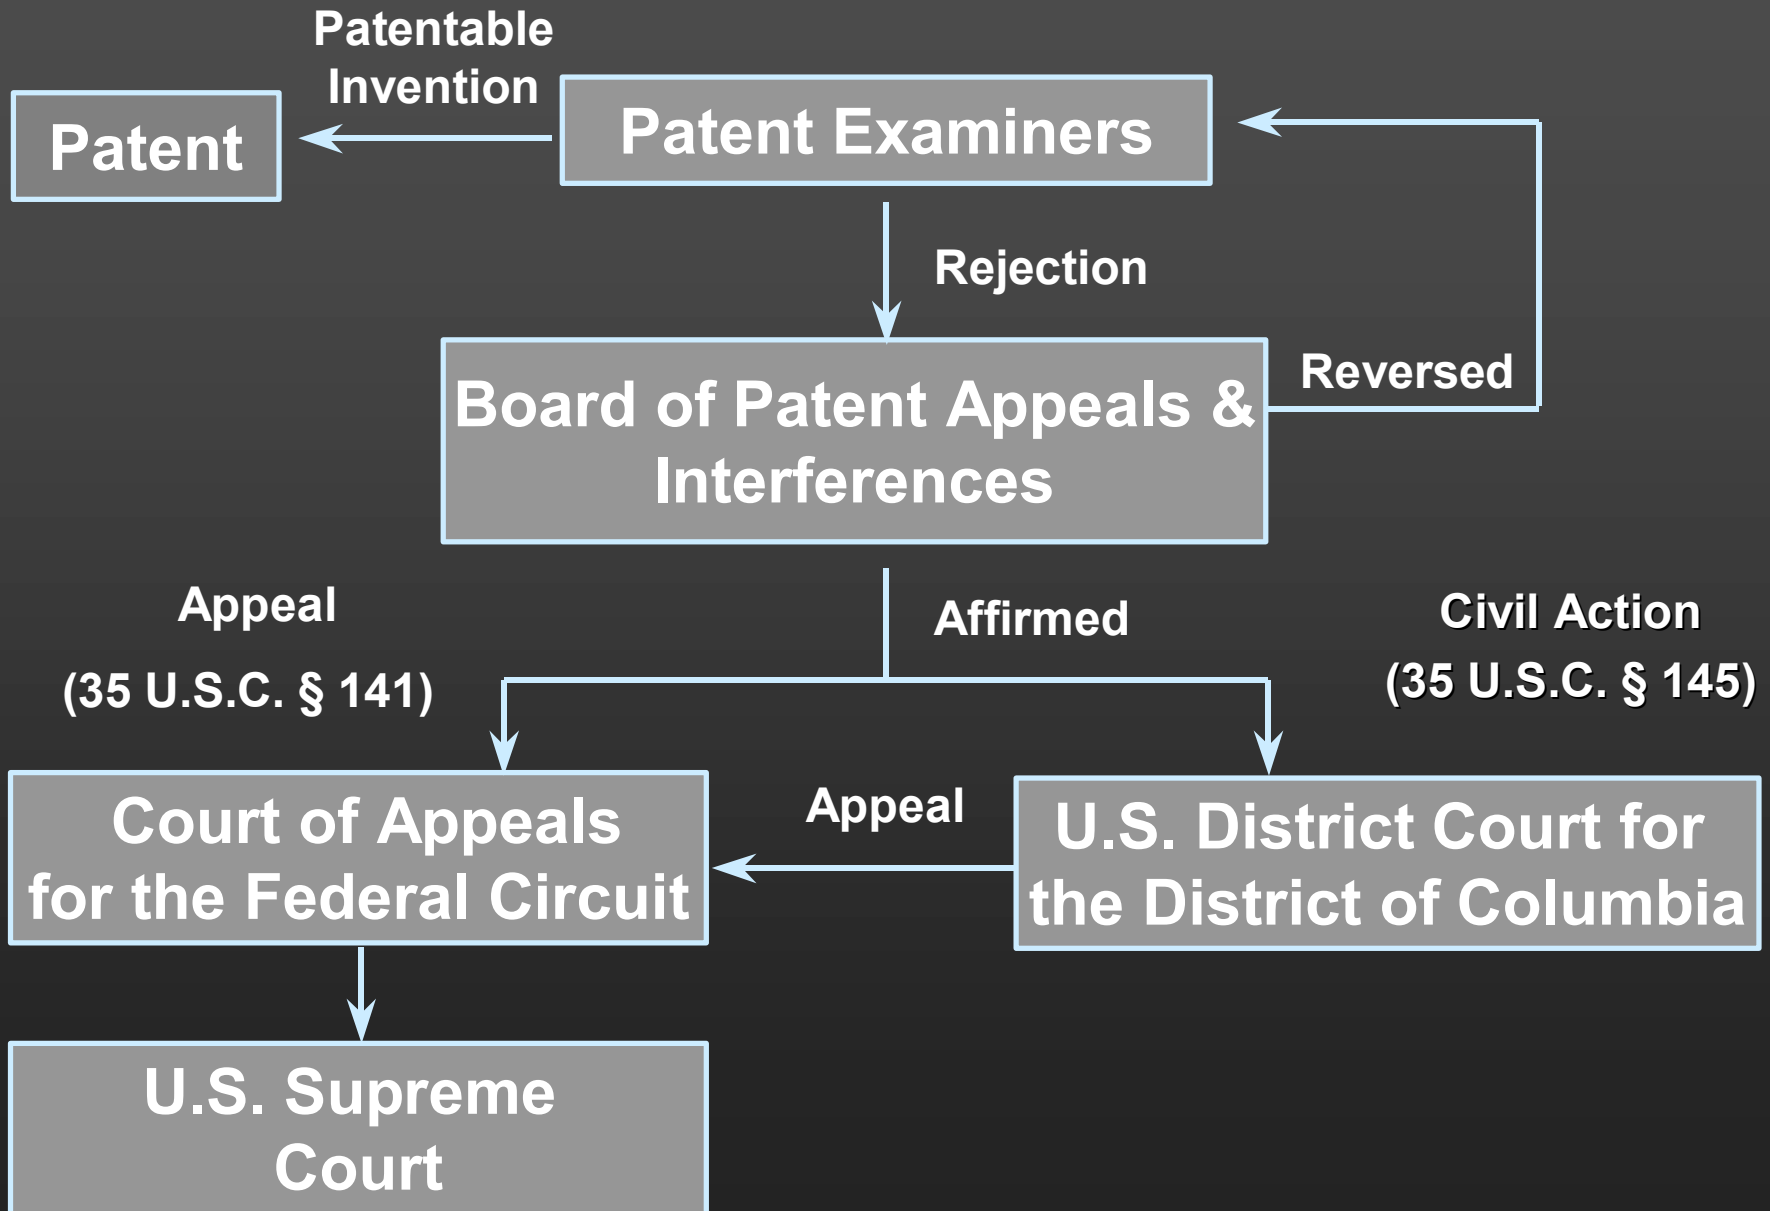 Patentable
Invention
Patent
Patent Examiners
Rejection
Reversed
Board of Patent Appeals &
Interferences
Appeal
(35 U.S.C. § 141)
Affirmed
Civil Action
(35 U.S.C. § 145)
Court of Appeals
for the Federal Circuit
Appeal
U.S. District Court for
the District of Columbia
U.S. Supreme
Court